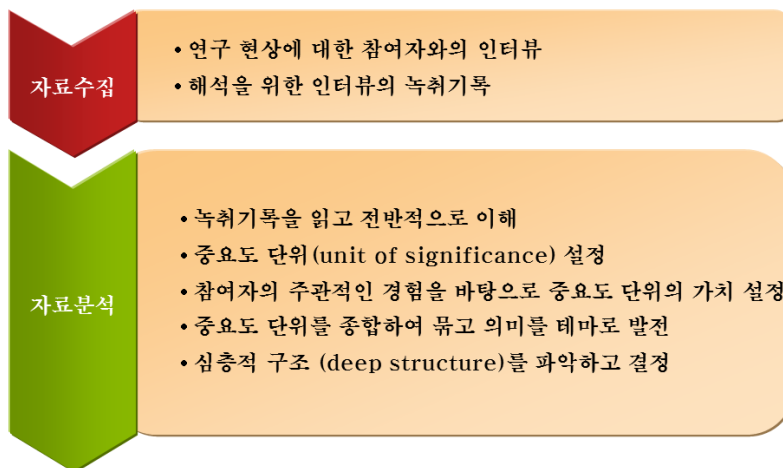 자료수집
• 연구 현상에 대한 참여자와의 인터뷰
• 해석을 위한 인터뷰의 녹취기록
자료분석
• 녹취기록을 읽고 전반적으로 이해
• 중요도 단위(unit of significance) 설정
• 참여자의 주관적인 경험을 바탕으로 중요도 단위의 가치 설정
• 중요도 단위를 종합하여 묶고 의미를 테마로 발전
• 심층적 구조 (deep structure)를 파악하고 결정